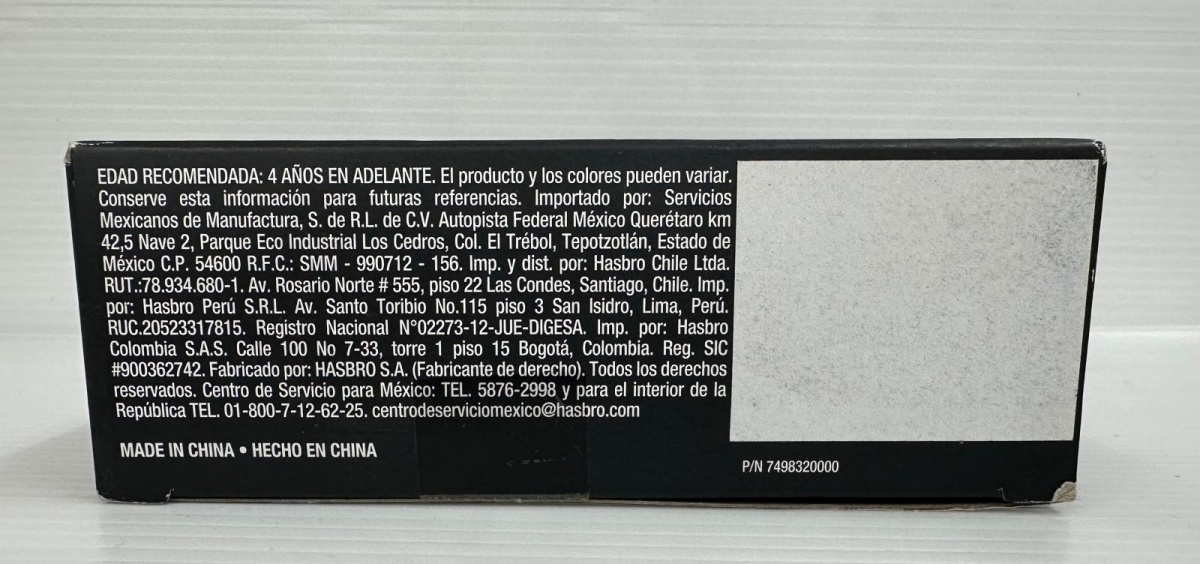 EDAD RECOMENDADA: 4 AÑOS EN ADELANTE. El producto y los colores pueden variar.
Conserve esta información para futuras referencias. Importado por: Servicios
Mexicanos de Manufactura, S. de R.L. de C.V. Autopista Federal México Querétaro km
42,5 Nave 2, Parque Eco Industrial Los Cedros, Col. El Trébol, Tepotzotlán, Estado de
México C.P. 54600 R.F.C.: SMM - 990712 - 156. Imp. y dist. por: Hasbro Chile Ltda.
RUT.:78.934.680-1. Av. Rosario Norte # 555, piso 22 Las Condes, Santiago, Chile. Imp.
por: Hasbro Perú S.R.L. Av. Santo Toribio No.115 piso 3 San Isidro, Lima, Perú.
RUC.20523317815. Registro Nacional N°02273-12-JUE-DIGESA. Imp. por: Hasbro
Colombia S.A.S. Calle 100 No 7-33, torre 1 piso 15 Bogotá, Colombia. Reg. SIC
#900362742. Fabricado por: HASBRO S.A. (Fabricante de derecho). Todos los derechos
reservados. Centro de Servicio para México: TEL. 5876-2998 y para el interior de la
República TEL. 01-800-7-12-62-25. centrodeserviciomexico@hasbro.com
MADE IN CHINA • HECHO EN CHINA
P/N 7498320000